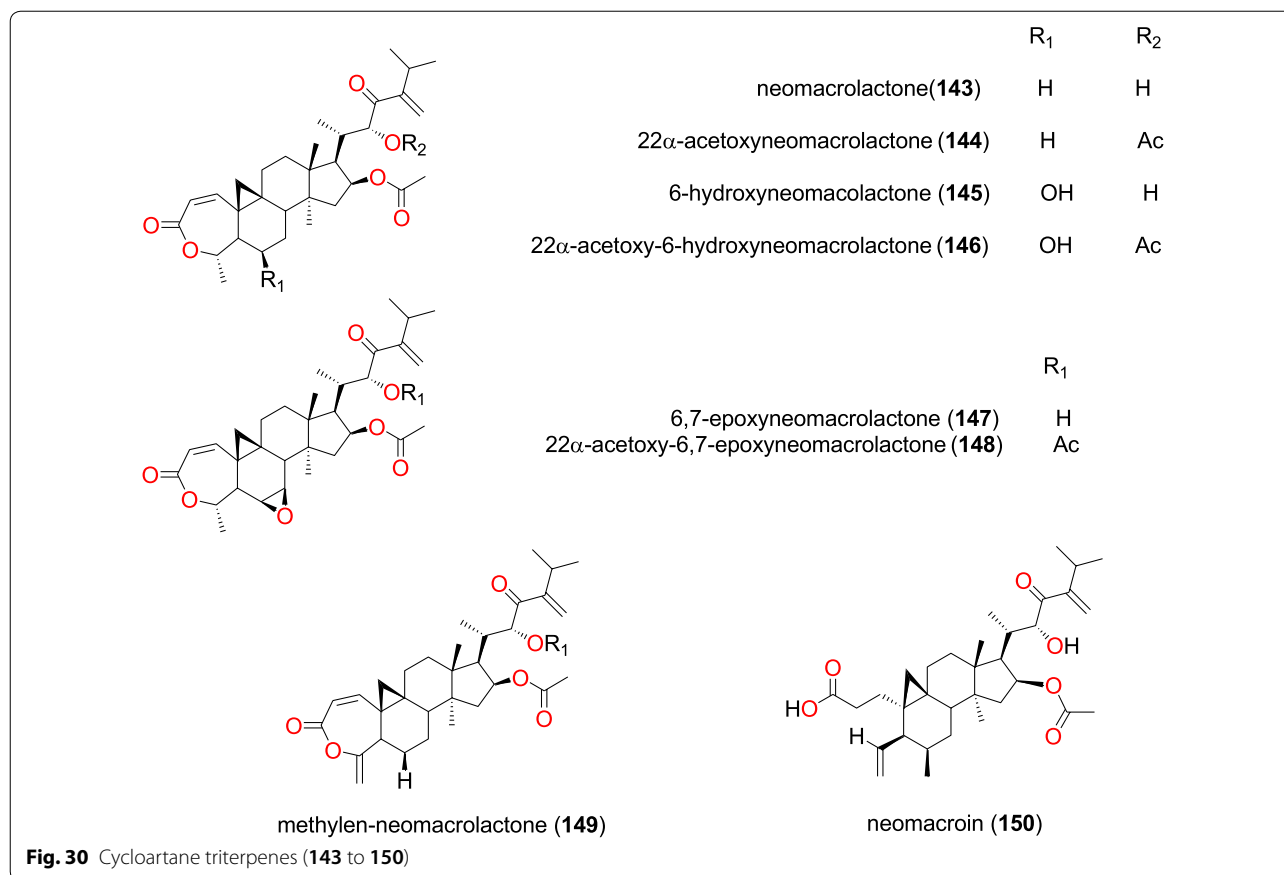 R1 R2
neomacrolactone(143) H H
22α-acetoxyneomacrolactone (144) H Ac
6-hydroxyneomacolactone (145) OH H
22α-acetoxy-6-hydroxyneomacrolactone (146) OH Ac
O
OR2
O
O
O
O
R1
R1
6,7-epoxyneomacrolactone (147) H
22α-acetoxy-6,7-epoxyneomacrolactone (148) Ac
O
OR1
O
O
O
O
O
O
OR1
O
O
O
O
H
methylen-neomacrolactone (149)
O
OH
O
O
O
HO
H
neomacroin (150)
Fig. 30 Cycloartane triterpenes (143 to 150)